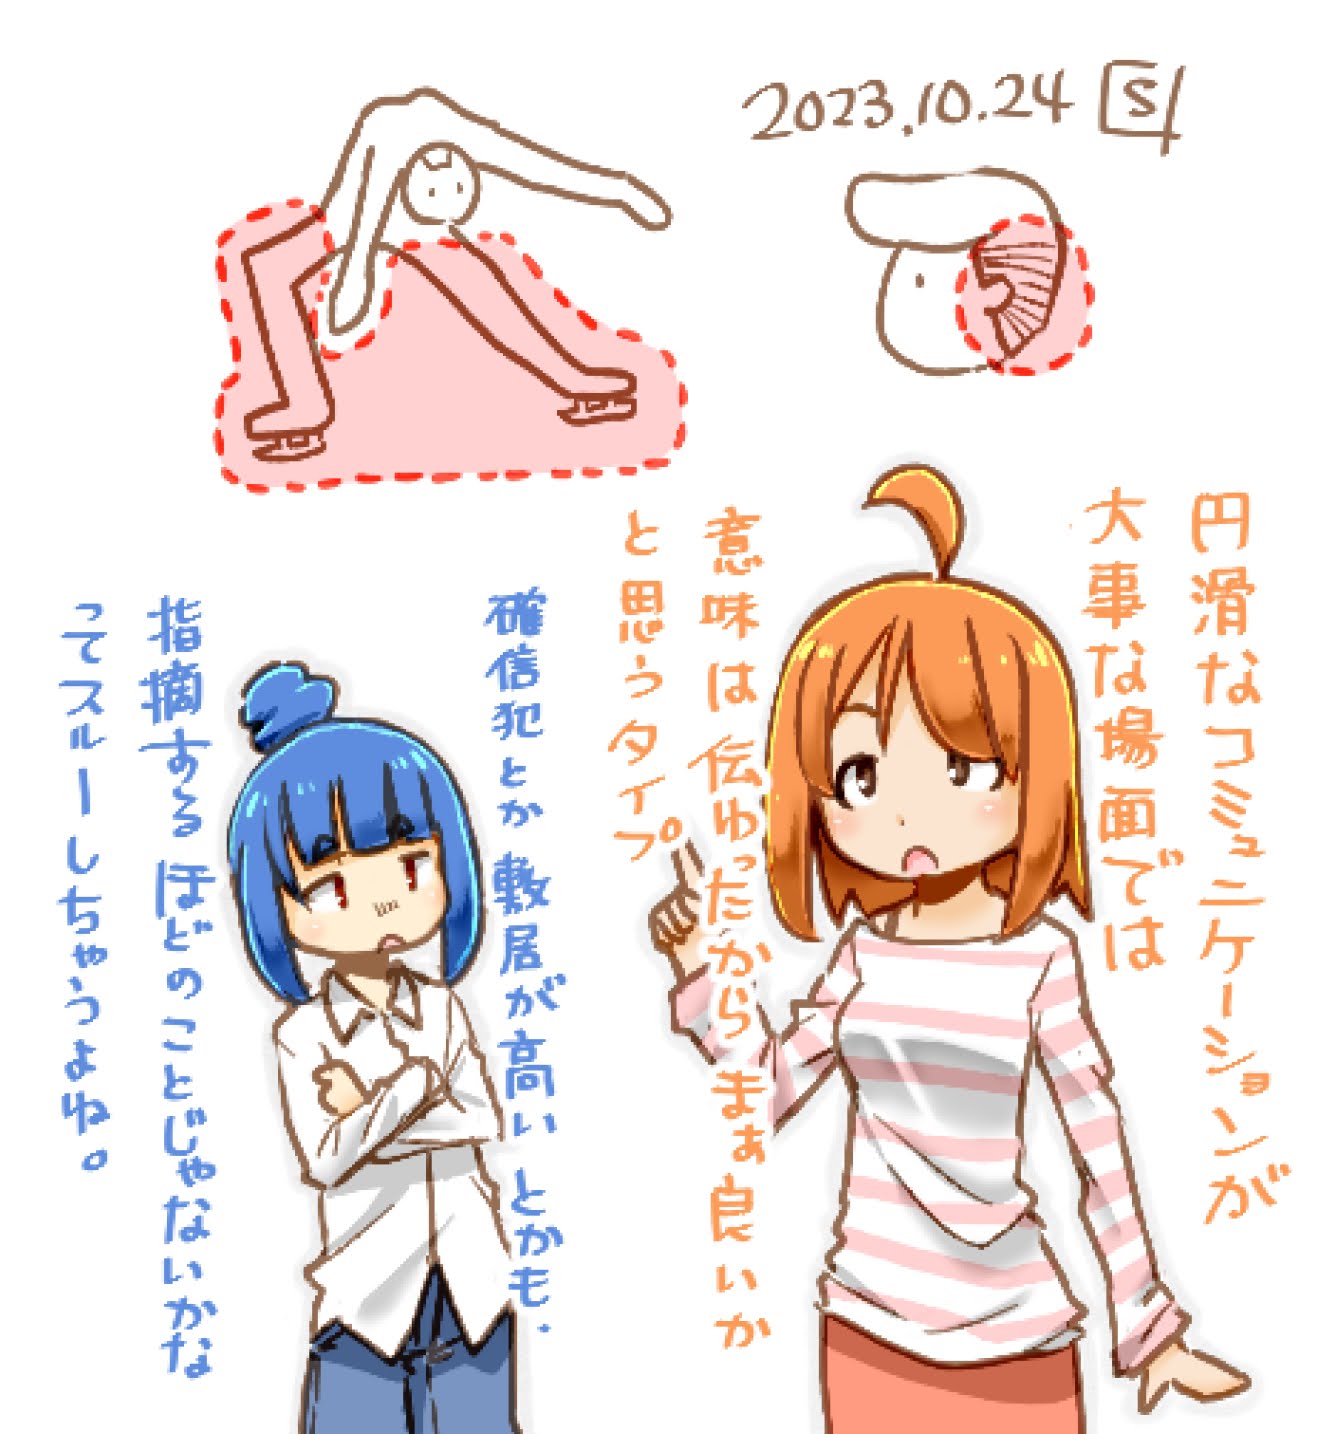 2023.10.24 S
円滑なコミュニケーションが
大事な場面では
意味は伝わったからまぁ良いか
と思うタイプ。
確信犯とか敷居が高いとかも.
指摘するほどのことじゃないかな
ってスルーしちゃうよね。